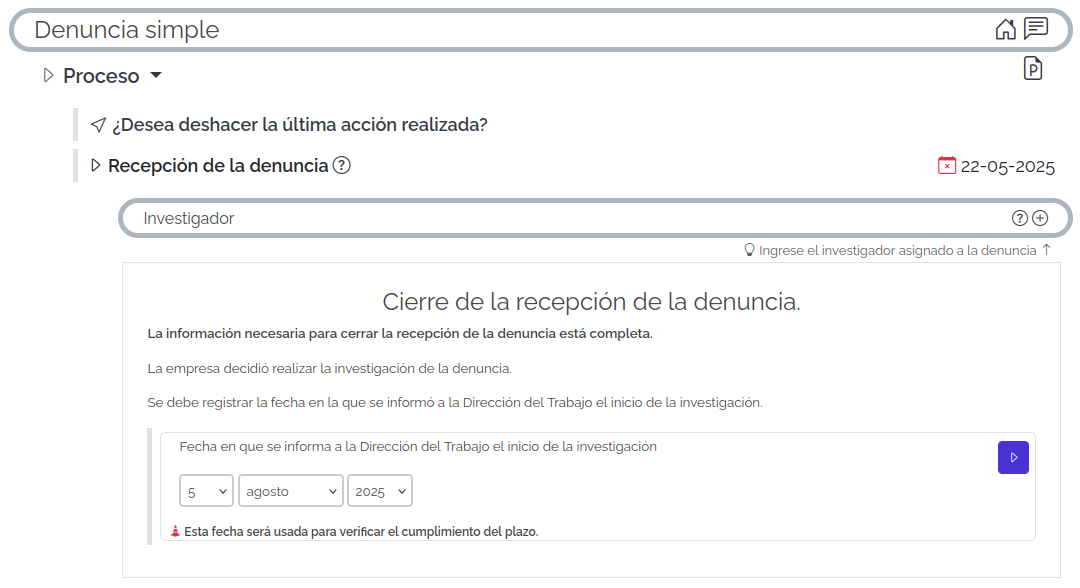 Denuncia simple
Proceso
P
¿Desea deshacer la última acción realizada?
Recepción de la denuncia ?
22-05-2025
Investigador
?
Ingrese el investigador asignado a la denuncia ↑
Cierre de la recepción de la denuncia.
La información necesaria para cerrar la recepción de la denuncia está completa.
La empresa decidió realizar la investigación de la denuncia.
Se debe registrar la fecha en la que se informó a la Dirección del Trabajo el inicio de la investigación.
Fecha en que se informa a la Dirección del Trabajo el inicio de la investigación
5 agosto 2025
Esta fecha será usada para verificar el cumplimiento del plazo.